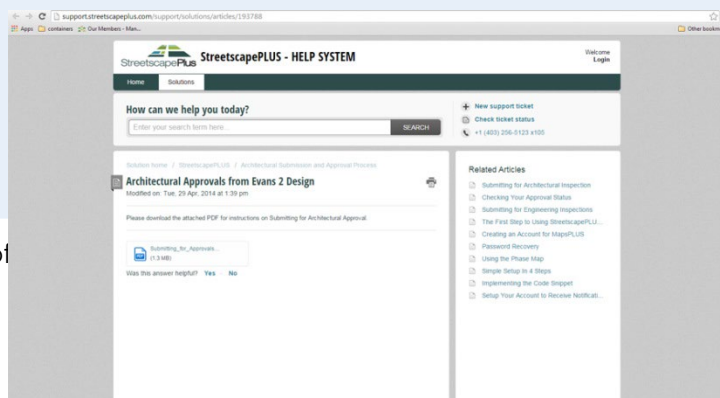 support.streetscapeplus.com/support/solutions/articles/193788
Apps containers Our Members - Man... Other bookm
StreetscapePlus StreetscapePLUS - HELP SYSTEM
Welcome
Login
Home Solutions
How can we help you today?
Enter your search term here...
SEARCH
New support ticket
Check ticket status
+1 (403) 256-5123 x105
Solution home / StreetscapePLUS / Architectural Submission and Approval Process
Architectural Approvals from Evans 2 Design
Modified on: Tue, 29 Apr, 2014 at 1:39 pm
Please download the attached PDF for instructions on Submitting for Architectural Approval.
Submitting_for_Approvals...
(1.3 MB)
Was this answer helpful? Yes No
Related Articles
Submitting for Architectural Inspection
Checking Your Approval Status
Submitting for Engineering Inspections
The First Step to Using StreetscapePLU...
Creating an Account for MapsPLUS
Password Recovery
Using the Phase Map
Simple Setup in 4 Steps
Implementing the Code Snippet
Setup Your Account to Receive Notificati...